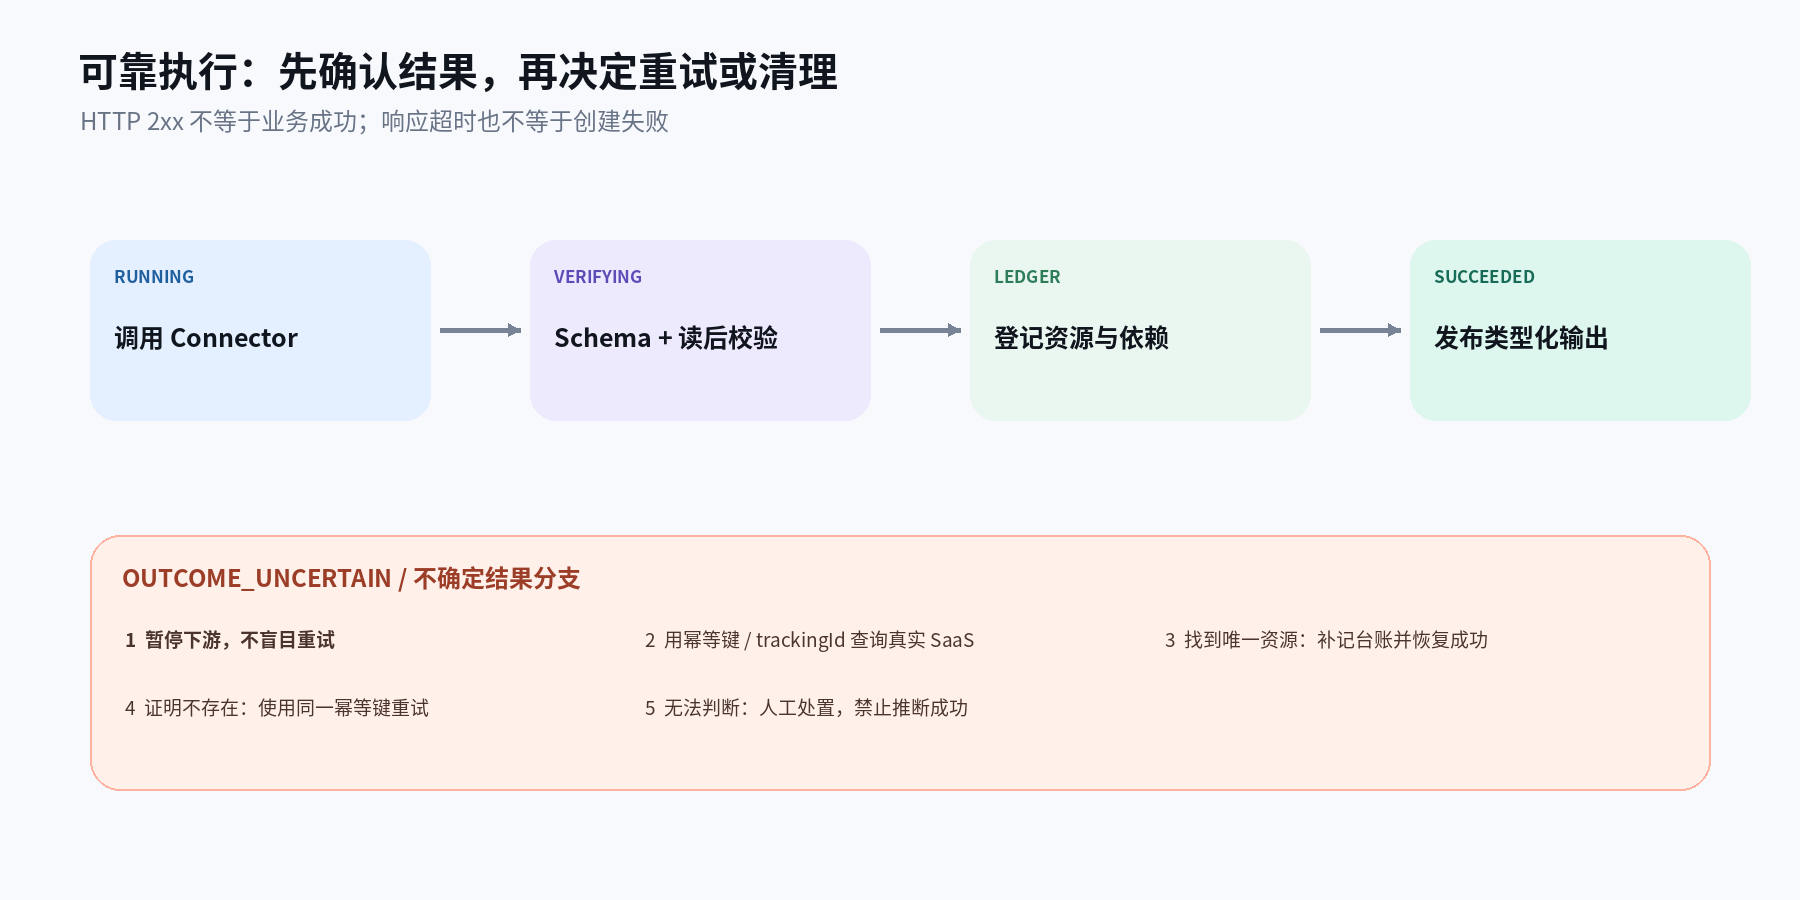 可靠执行：先确认结果，再决定重试或清理
HTTP 2xx 不等于业务成功；响应超时也不等于创建失败
RUNNING
调用 Connector
VERIFYING
Schema + 读后校验
LEDGER
登记资源与依赖
SUCCEEDED
发布类型化输出
OUTCOME_UNCERTAIN / 不确定结果分支
1 暂停下游，不盲目重试
2 用幂等键 / trackingId 查询真实 SaaS
3 找到唯一资源：补记台账并恢复成功
4 证明不存在：使用同一幂等键重试
5 无法判断：人工处置，禁止推断成功